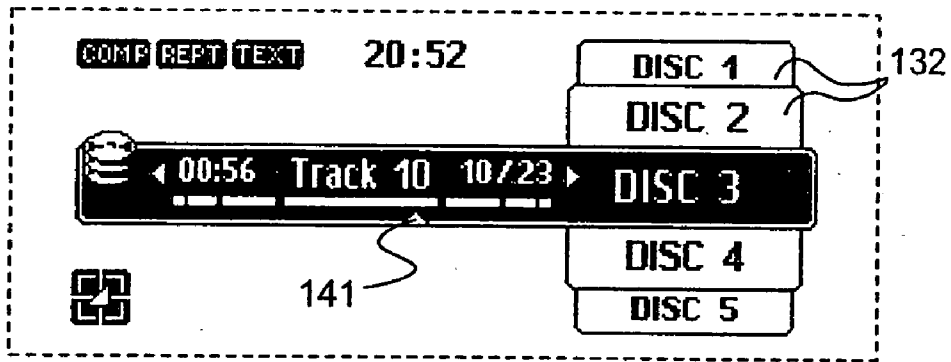 COMP REPT TEXT 20:52
DISC 1
132
DISC 2
00:56 Track 10 10/23 DISC 3
DISC 4
141
DISC 5